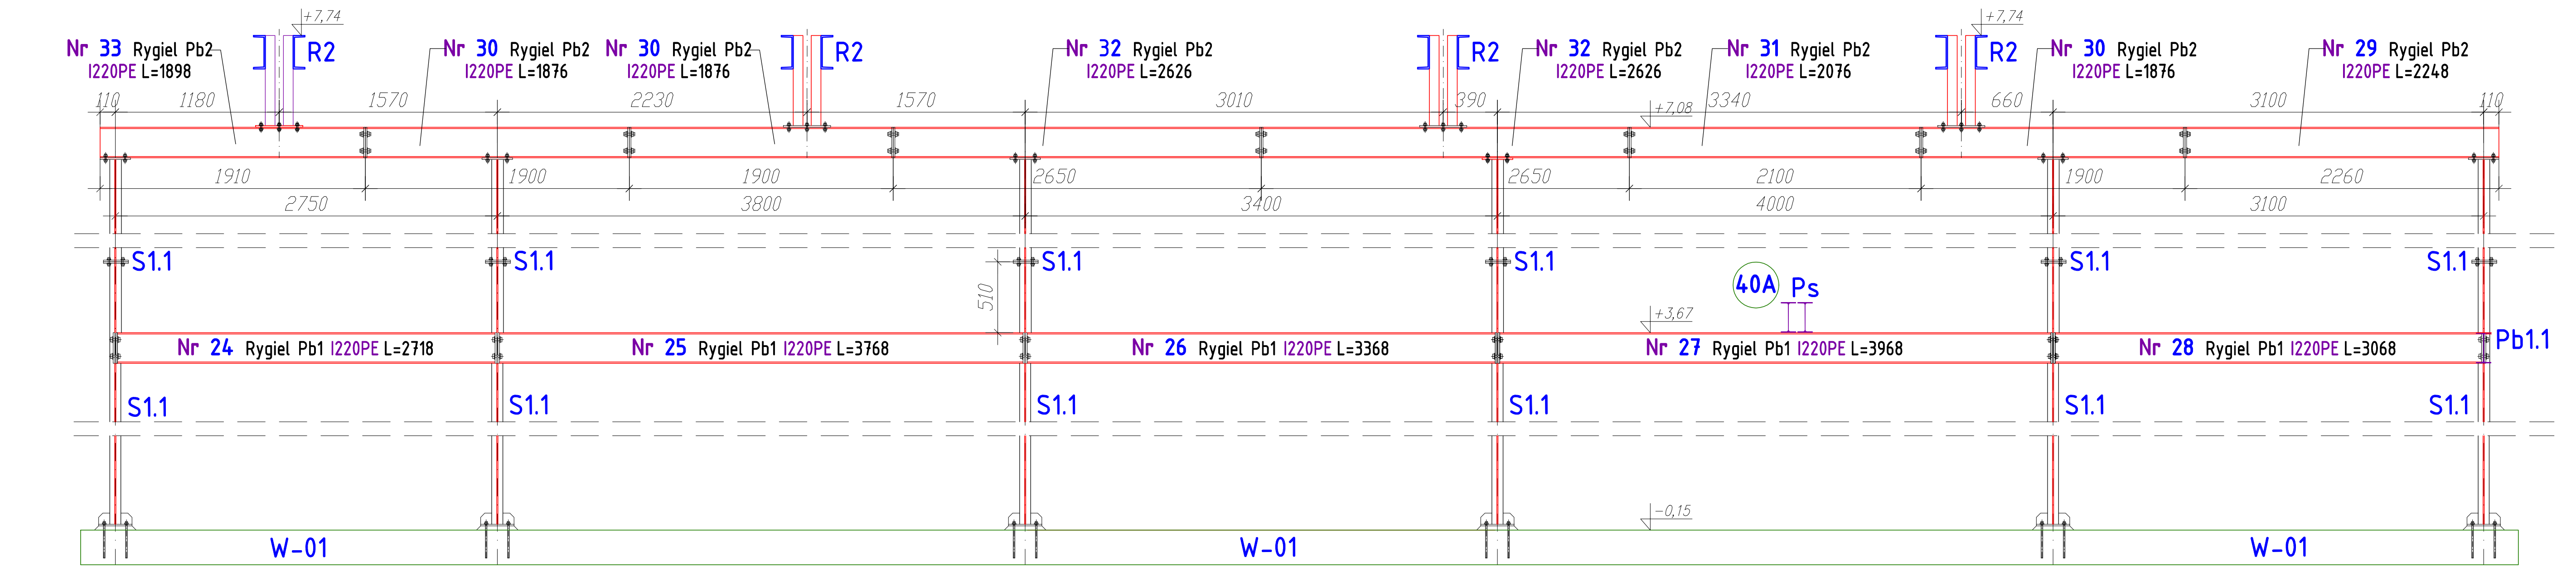 +7,74
+7,74
Nr 33 Rygiel Pb2
I220PE L=1898
R2
Nr 30 Rygiel Pb2
I220PE L=1876
Nr 30 Rygiel Pb2
I220PE L=1876
R2
Nr 32 Rygiel Pb2
I220PE L=2626
R2
Nr 32 Rygiel Pb2
I220PE L=2626
Nr 31 Rygiel Pb2
I220PE L=2076
R2
Nr 30 Rygiel Pb2
I220PE L=1876
Nr 29 Rygiel Pb2
I220PE L=2248
110 1180 1570 2230 1570 3010 390 3340 660 3100 110
+7,08
1910 1900 1900 2650 2650 2100 1900 2260
2750 3800 3400 4000 3100
S1.1 S1.1 S1.1 S1.1 S1.1 S1.1
510
40A Ps
+3,67
Nr 24 Rygiel Pb1 I220PE L=2718
Nr 25 Rygiel Pb1 I220PE L=3768
Nr 26 Rygiel Pb1 I220PE L=3368
Nr 27 Rygiel Pb1 I220PE L=3968
Nr 28 Rygiel Pb1 I220PE L=3068
Pb1.1
S1.1 S1.1 S1.1 S1.1 S1.1 S1.1
-0,15
W-01 W-01 W-01